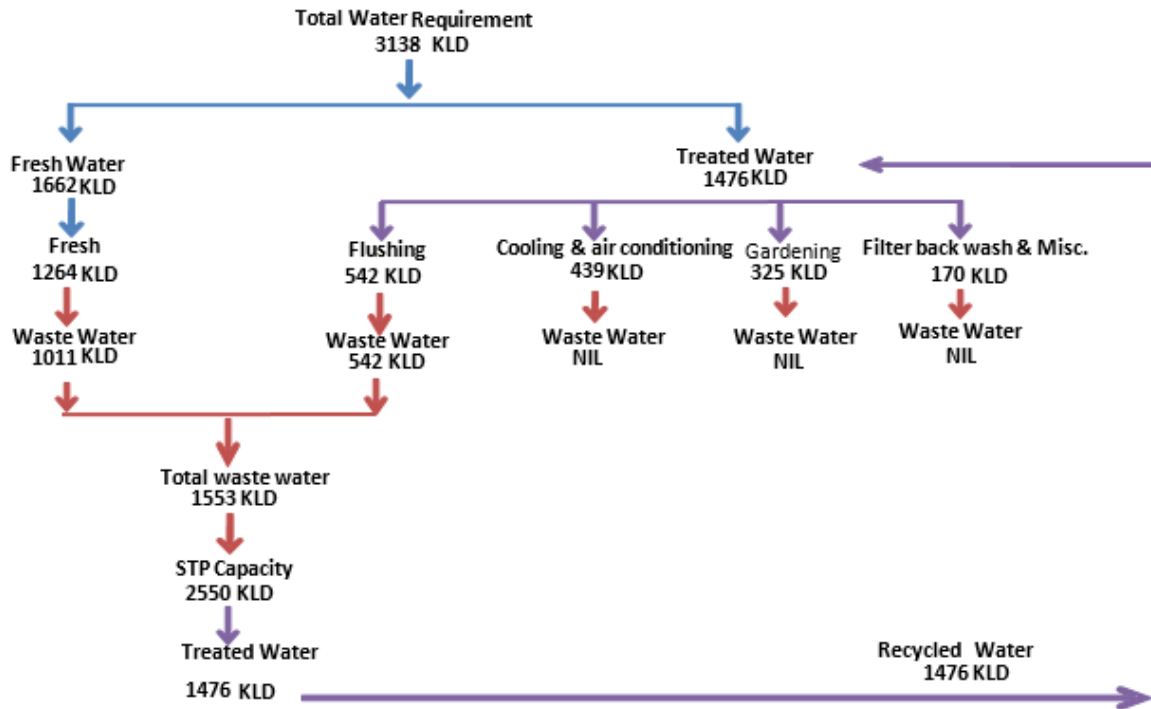 Total Water Requirement
3138 KLD
Fresh Water
1662 KLD
Treated Water
1476 KLD
Fresh
1264 KLD
Flushing
542 KLD
Cooling & air conditioning
439 KLD
Gardening
325 KLD
Filter back wash & Misc.
170 KLD
Waste Water
1011 KLD
Waste Water
542 KLD
Waste Water
NIL
Waste Water
NIL
Waste Water
NIL
Total waste water
1553 KLD
STP Capacity
2550 KLD
Treated Water
1476 KLD
Recycled Water
1476 KLD